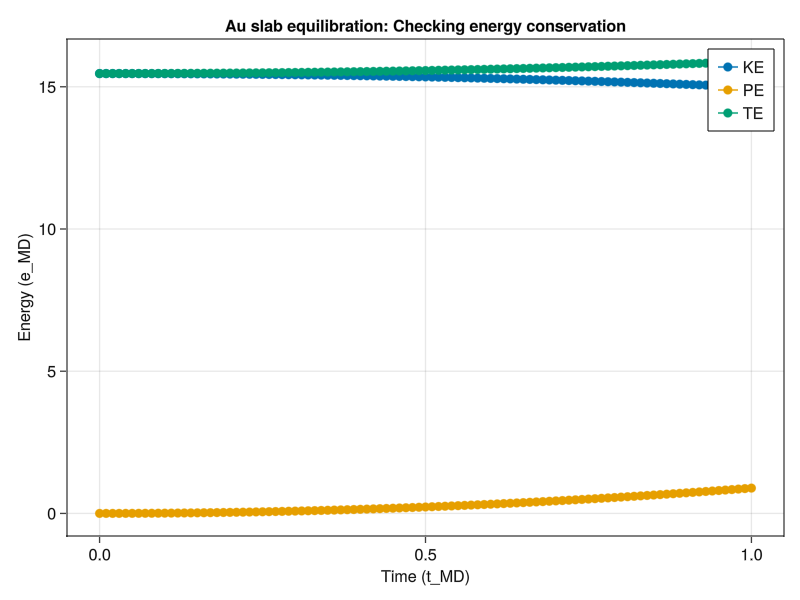 Au slab equilibration: Checking energy conservation
KE
PE
TE
15
10
5
0
Energy (e_MD)
0.0
0.5
1.0
Time (t_MD)